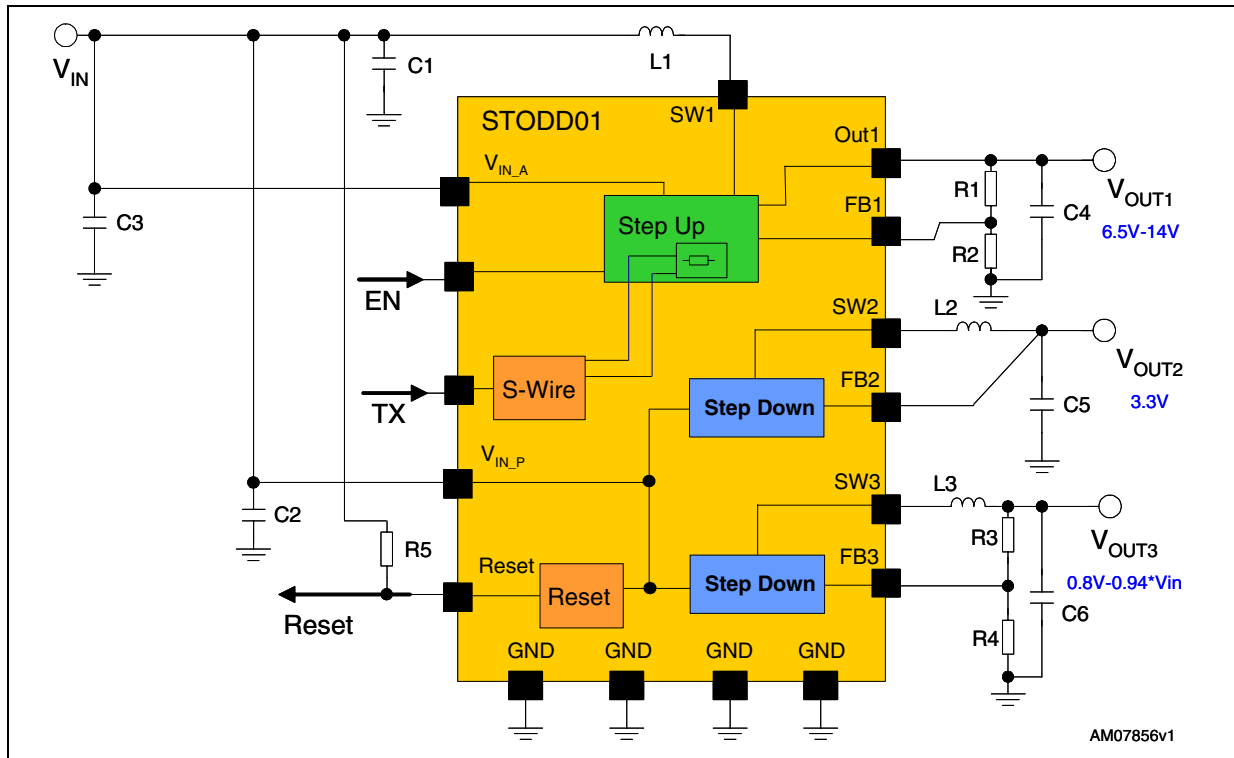 V_IN
C1
L1
STODD01
SW1
Out1
V_IN_A
R1
V_OUT1
C3
Step Up
FB1
C4
6.5V-14V
R2
EN
SW2
L2
V_OUT2
S-Wire
FB2
TX
Step Down
C5
3.3V
V_IN_P
SW3
L3
C2
R3
V_OUT3
R5
FB3
Reset
Step Down
0.8V-0.94*Vin
Reset
C6
Reset
R4
GND
GND
GND
GND
AM07856v1